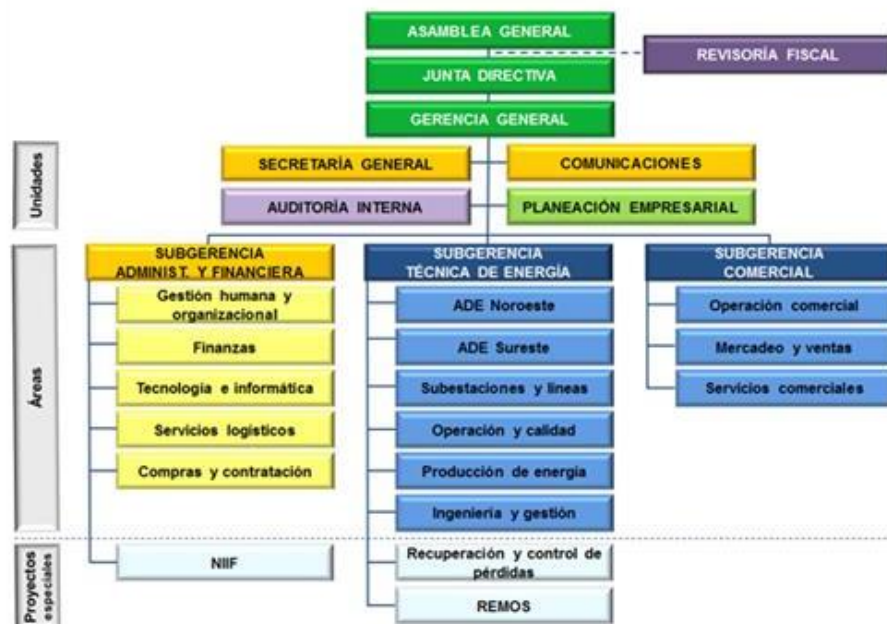 ASAMBLEA GENERAL
REVISORÍA FISCAL
JUNTA DIRECTIVA
GERENCIA GENERAL
Unidades
SECRETARÍA GENERAL
COMUNICACIONES
AUDITORÍA INTERNA
PLANEACIÓN EMPRESARIAL
Áreas
SUBGERENCIA
ADMINIST. Y FINANCIERA
Gestión humana y
organizacional
Finanzas
Tecnología e informática
Servicios logísticos
Compras y contratación
SUBGERENCIA
TÉCNICA DE ENERGÍA
ADE Noroeste
ADE Sureste
Subestaciones y líneas
Operación y calidad
Producción de energía
Ingeniería y gestión
SUBGERENCIA
COMERCIAL
Operación comercial
Mercadeo y ventas
Servicios comerciales
Proyectos
especiales
NIIF
Recuperación y control de
pérdidas
REMOS